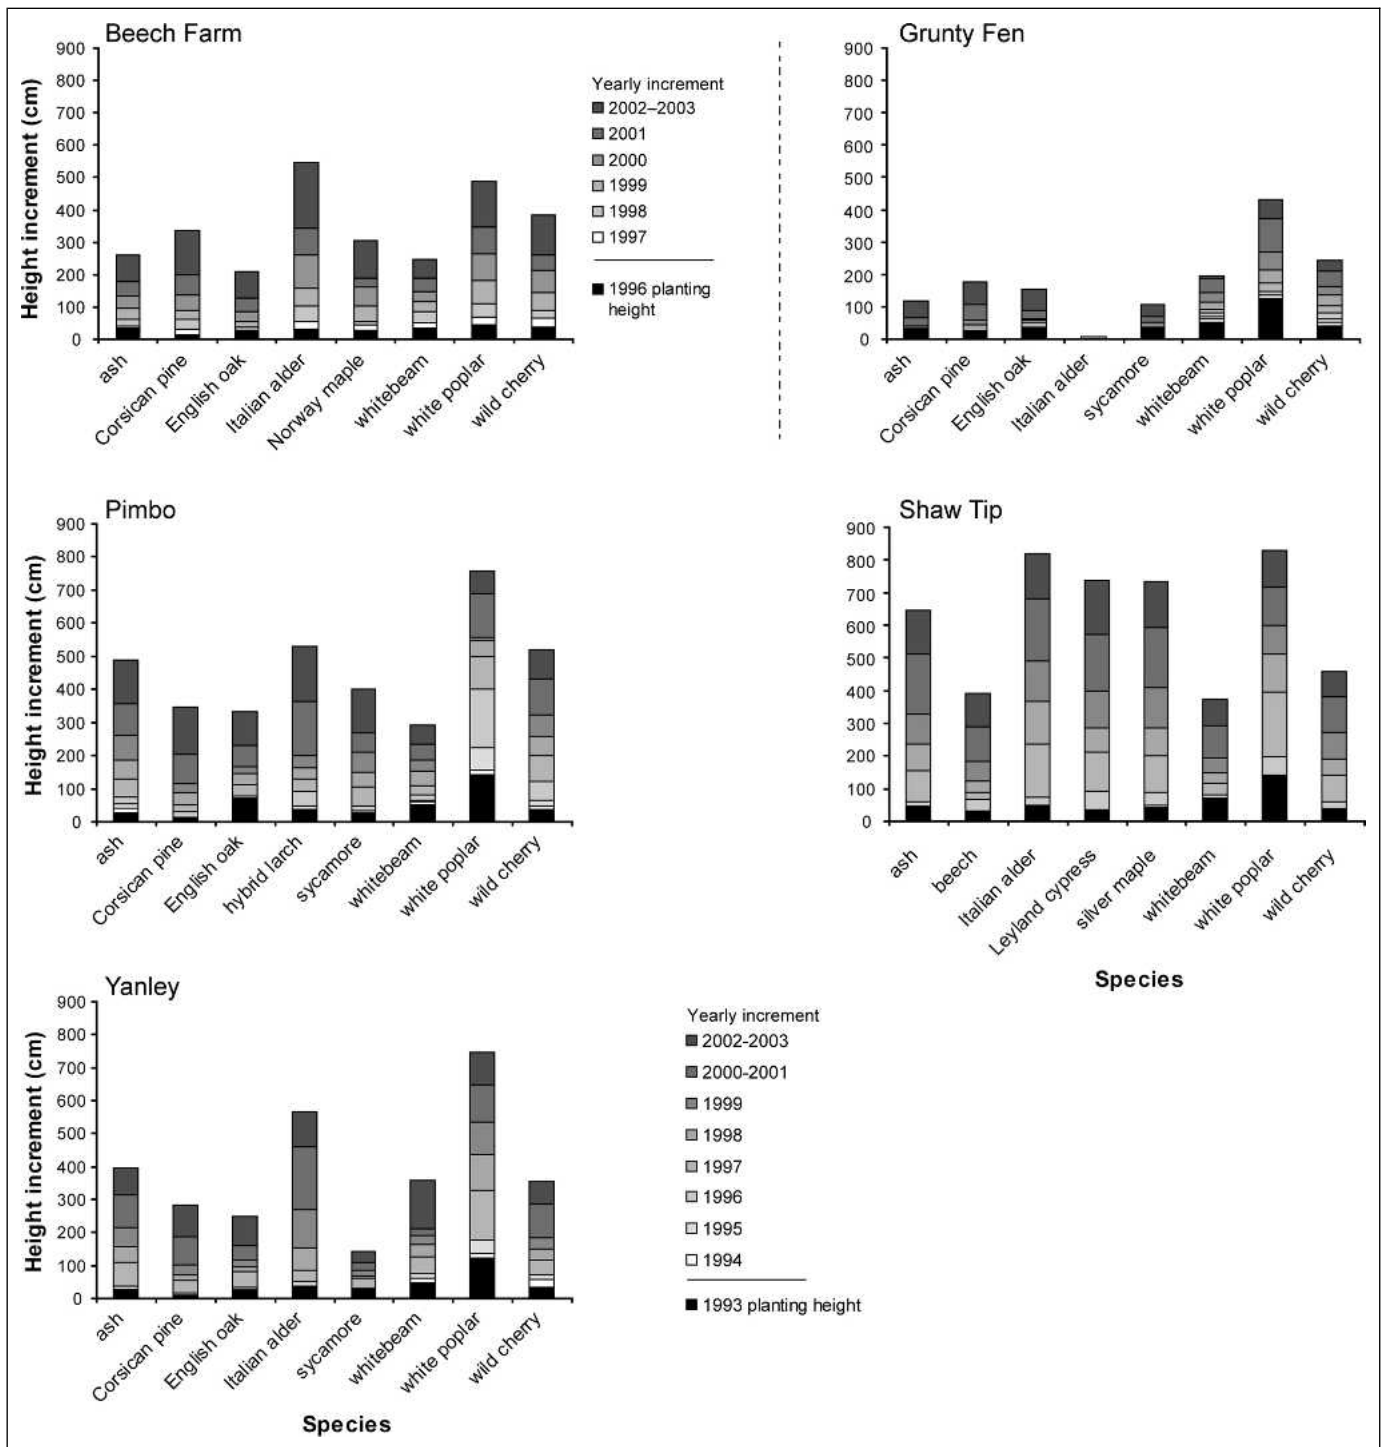 Beech Farm
Height increment (cm)
900
800
700
600
500
400
300
200
100
0
ash
Corsican pine
English oak
Italian alder
Norway maple
whitebeam
white poplar
wild cherry
Yearly increment
2002–2003
2001
2000
1999
1998
1997
1996 planting
height
Grunty Fen
900
800
700
600
500
400
300
200
100
0
ash
Corsican pine
English oak
Italian alder
sycamore
whitebeam
white poplar
wild cherry
Pimbo
Height increment (cm)
900
800
700
600
500
400
300
200
100
0
ash
Corsican pine
English oak
hybrid larch
sycamore
whitebeam
white poplar
wild cherry
Shaw Tip
900
800
700
600
500
400
300
200
100
0
ash
beech
Italian alder
Leyland cypress
silver maple
whitebeam
white poplar
wild cherry
Species
Yanley
Height increment (cm)
900
800
700
600
500
400
300
200
100
0
ash
Corsican pine
English oak
Italian alder
sycamore
whitebeam
white poplar
wild cherry
Species
Yearly increment
2002-2003
2000-2001
1999
1998
1997
1996
1995
1994
1993 planting height